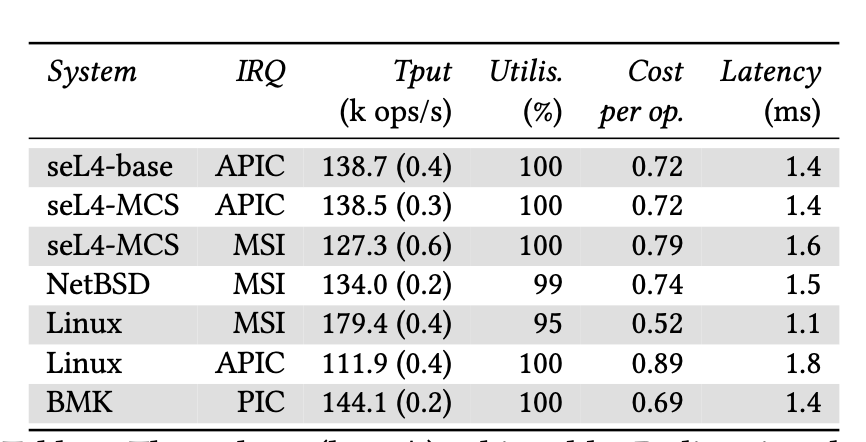 System IRQ Tput Utilis. Cost Latency
(k ops/s) (%) per op. (ms)
seL4-base APIC 138.7 (0.4) 100 0.72 1.4
seL4-MCS APIC 138.5 (0.3) 100 0.72 1.4
seL4-MCS MSI 127.3 (0.6) 100 0.79 1.6
NetBSD MSI 134.0 (0.2) 99 0.74 1.5
Linux MSI 179.4 (0.4) 95 0.52 1.1
Linux APIC 111.9 (0.4) 100 0.89 1.8
BMK PIC 144.1 (0.2) 100 0.69 1.4